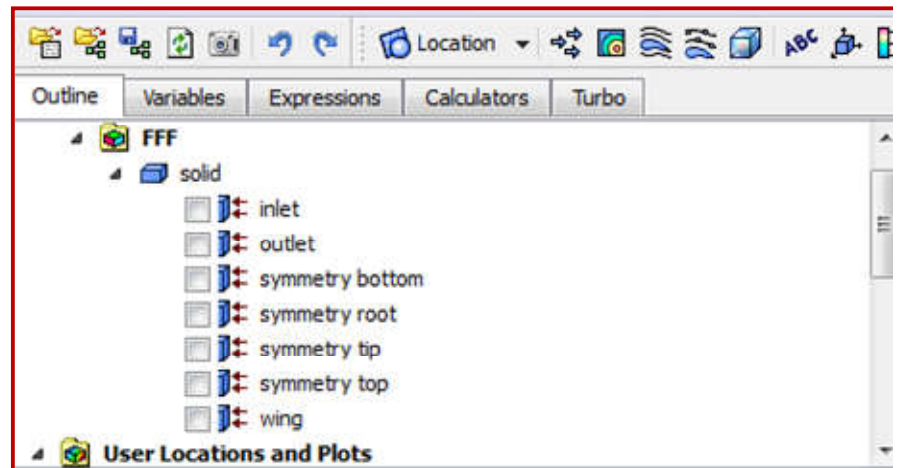 Location ABC
Outline Variables Expressions Calculators Turbo
FFF
solid
inlet
outlet
symmetry bottom
symmetry root
symmetry tip
symmetry top
wing
User Locations and Plots